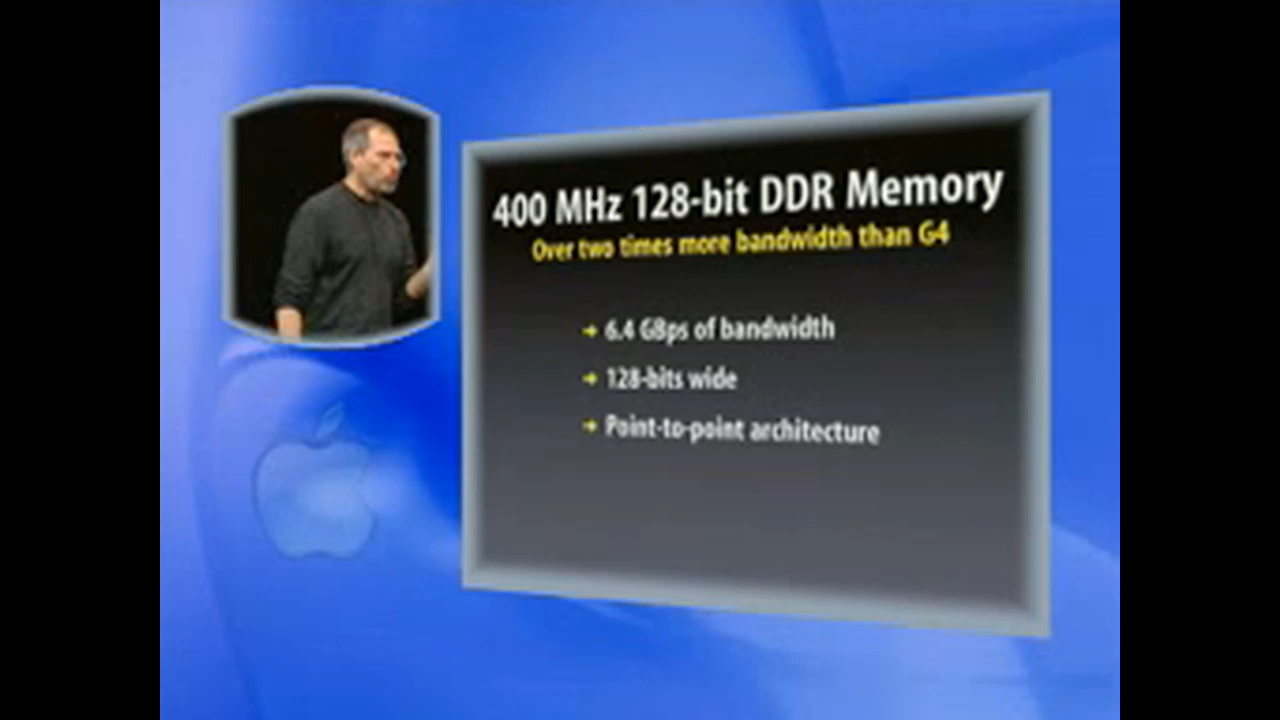 400 MHz 128-bit DDR Memory
Over two times more bandwidth than G4
➔ 6.4 GBps of bandwidth
➔ 128-bits wide
➔ Point-to-point architecture